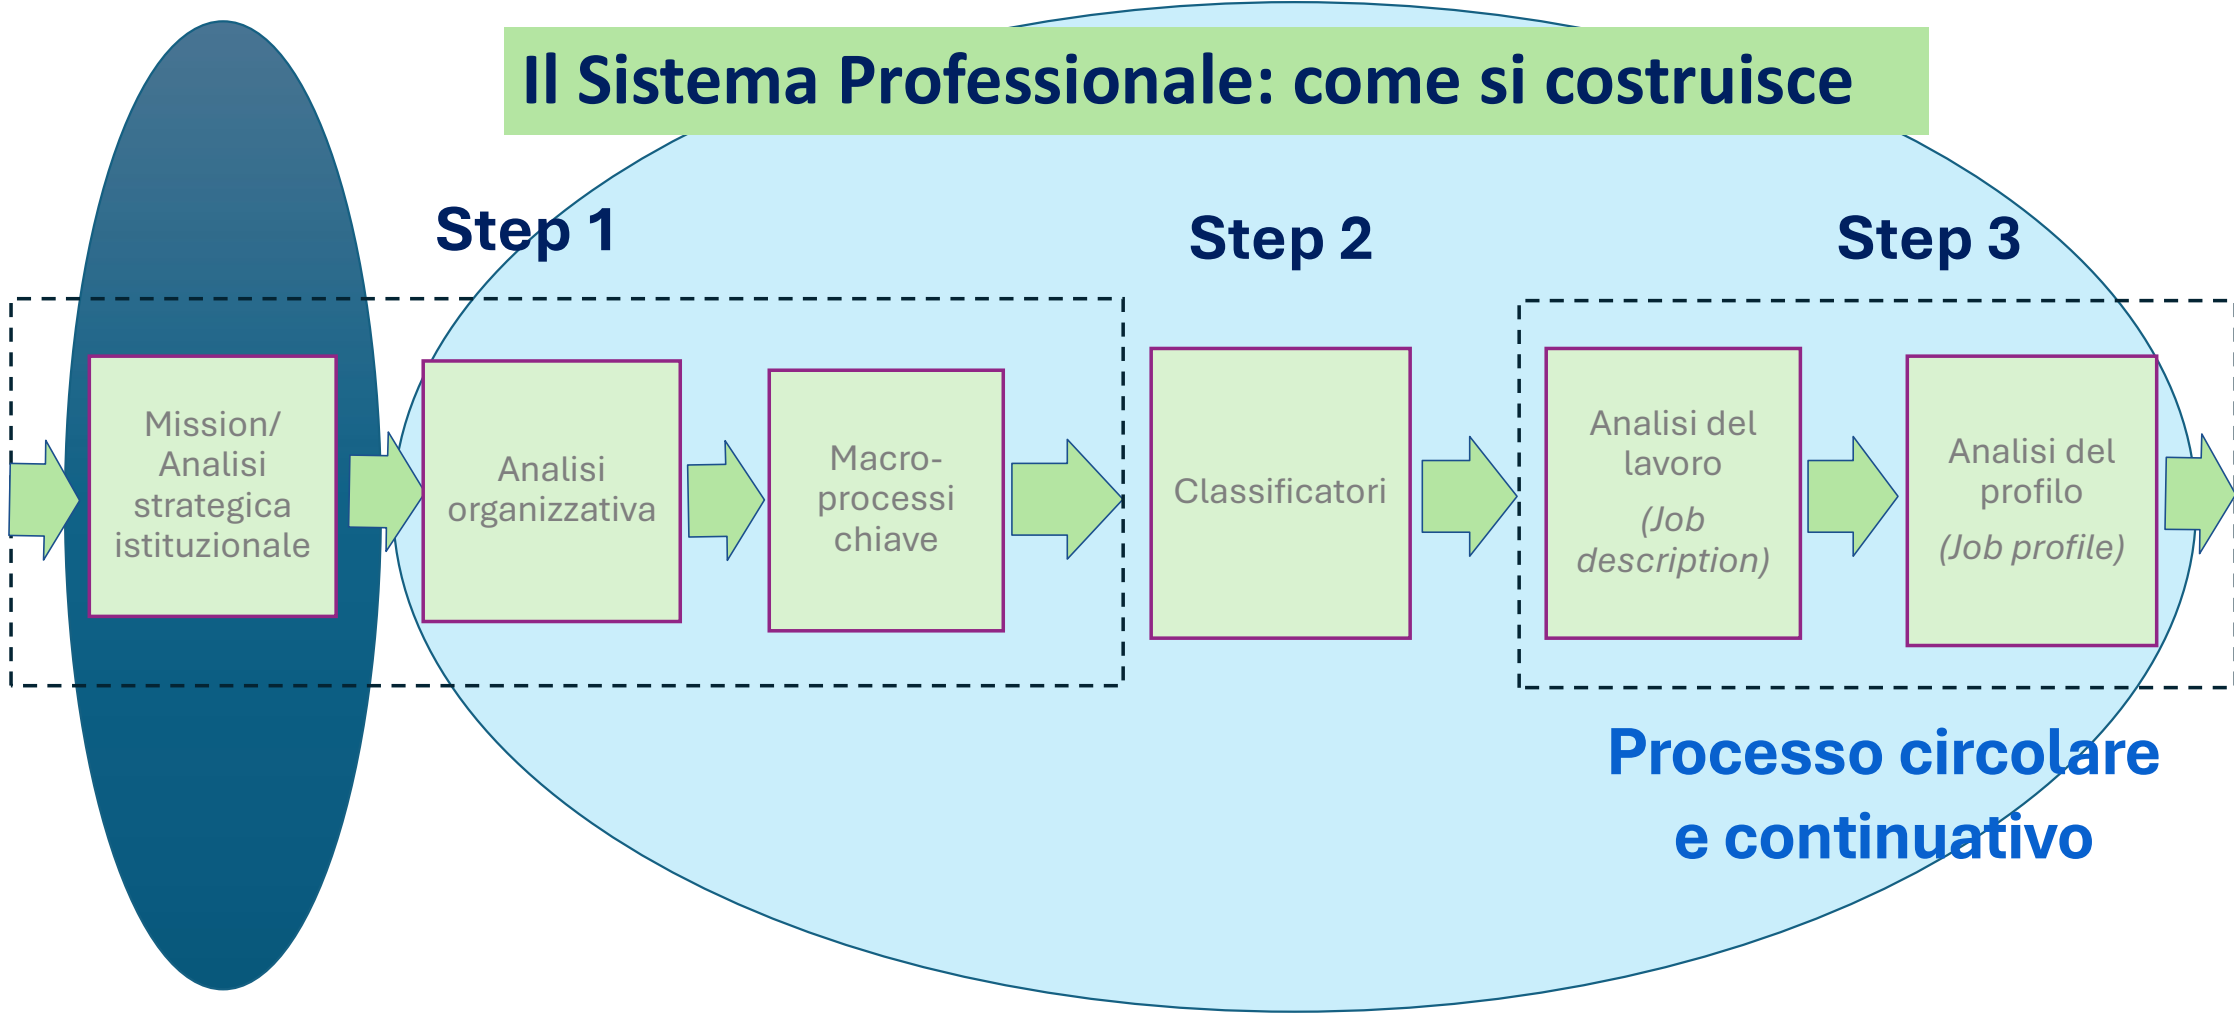 Il Sistema Professionale: come si costruisce
Step 1
Step 2
Step 3
Mission/
Analisi
strategica
istituzionale
Analisi
organizzativa
Macro-
processi
chiave
Classificatori
Analisi del
lavoro
(Job
description)
Analisi del
profilo
(Job profile)
Processo circolare
e continuativo